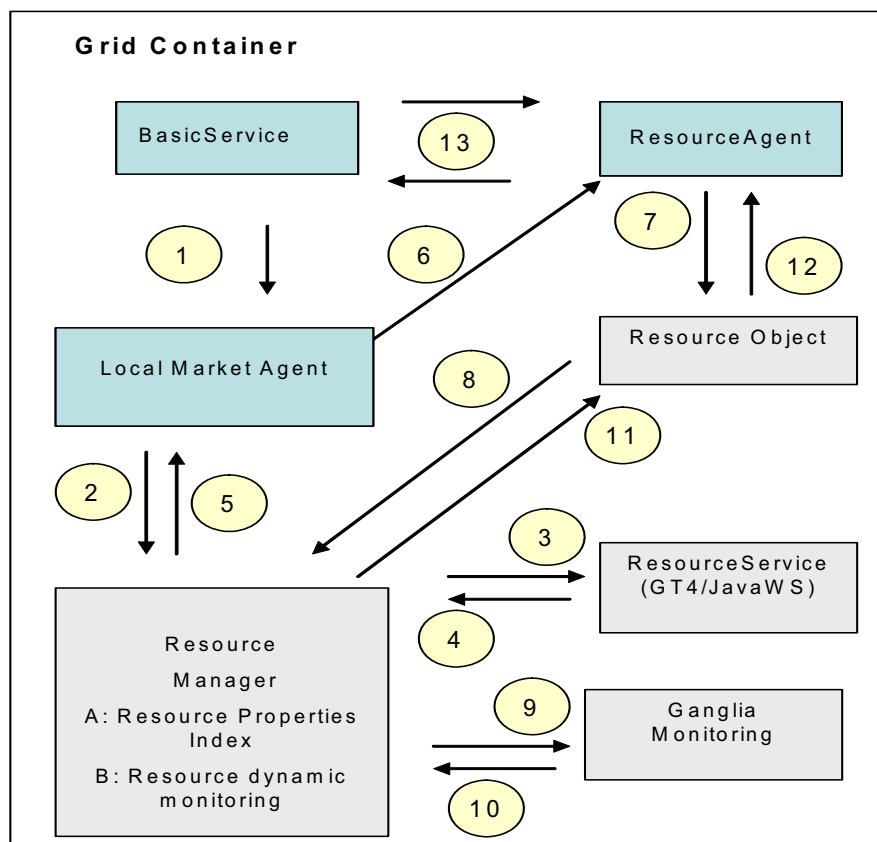 Grid Container
BasicService
13
ResourceAgent
1
6
7
12
Local Market Agent
8
Resource Object
11
2
5
3
ResourceService
(GT4/JavaWS)
4
Resource
Manager
A: Resource Properties
Index
B: Resource dynamic
monitoring
9
Ganglia
Monitoring
10